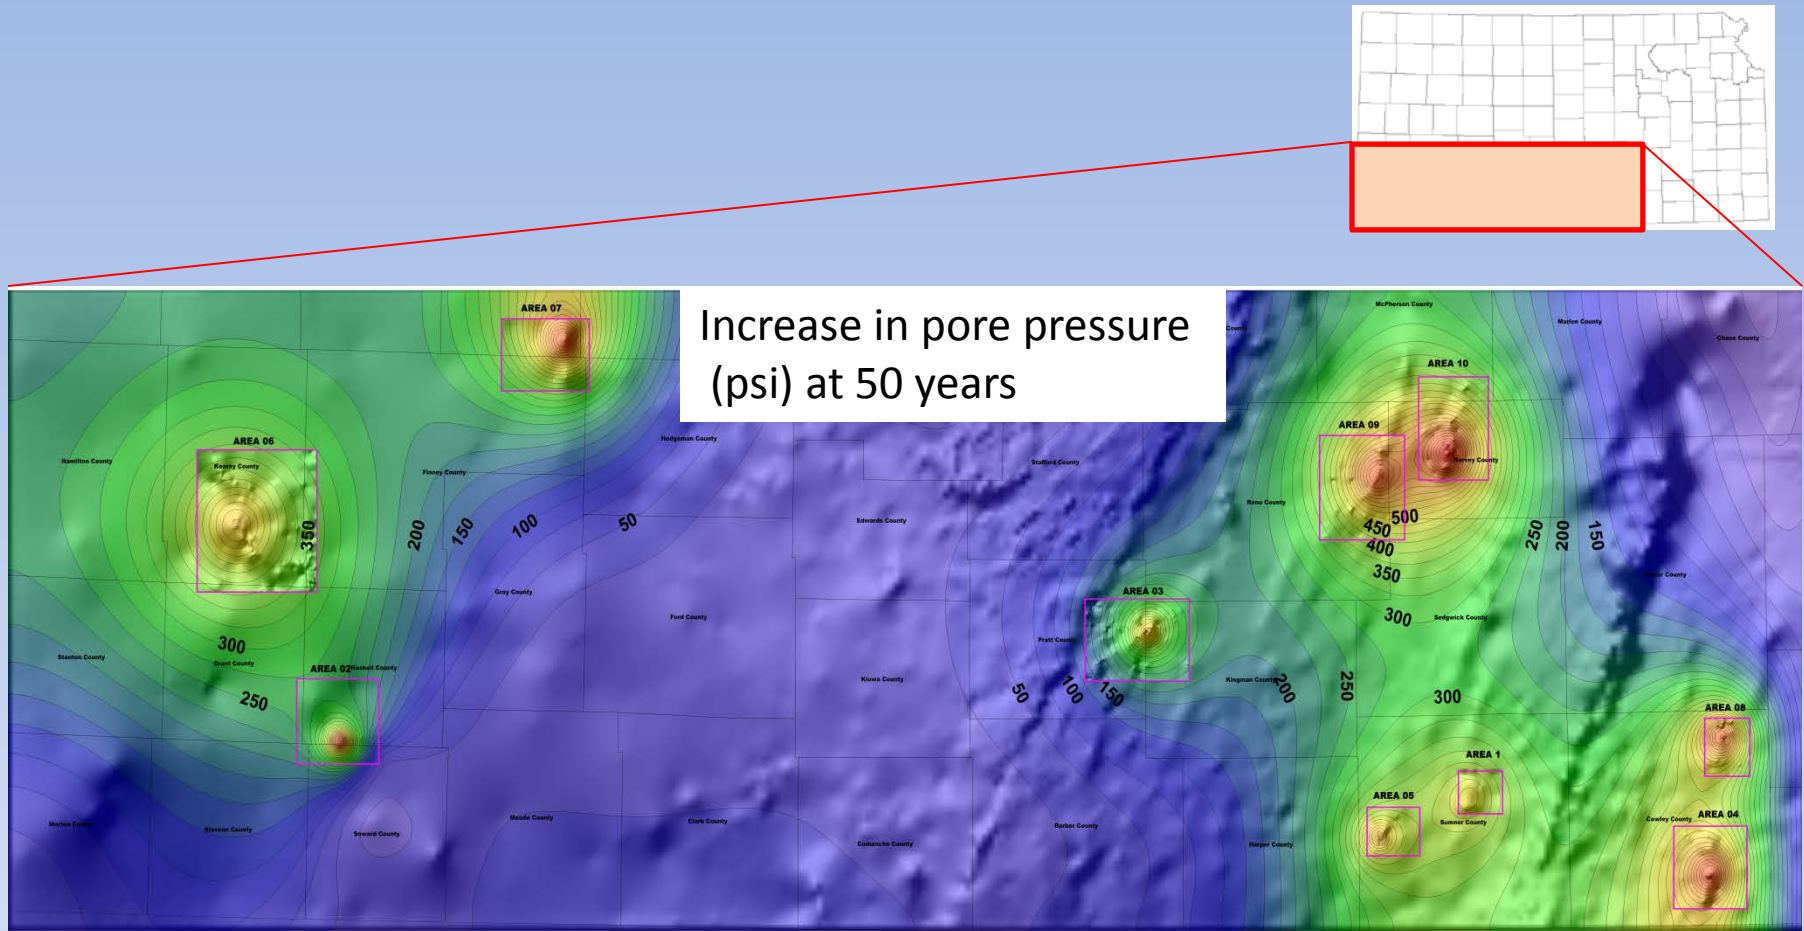 Increase in pore pressure
(psi) at 50 years
AREA 07
McPherson County
Marion County
County
Chase County
AREA 10
AREA 09
AREA 06
Hodgeman County
Hamilton County
Kearny County
Finney County
Stafford County
Harvey County
Reno County
350
200
150
100
50
Edwards County
450
500
400
350
250
200
150
Gray County
AREA 03
Ford County
300
Sedgwick County
Pratt County
300
Stanton County
Grant County
AREA 02
Haskell County
Kiowa County
Kingman County
250
50
100
150
200
250
300
AREA 08
AREA 1
AREA 05
Sumner County
Cowley County
AREA 04
Morton County
Stevens County
Seward County
Meade County
Clark County
Comanche County
Barber County
Harper County